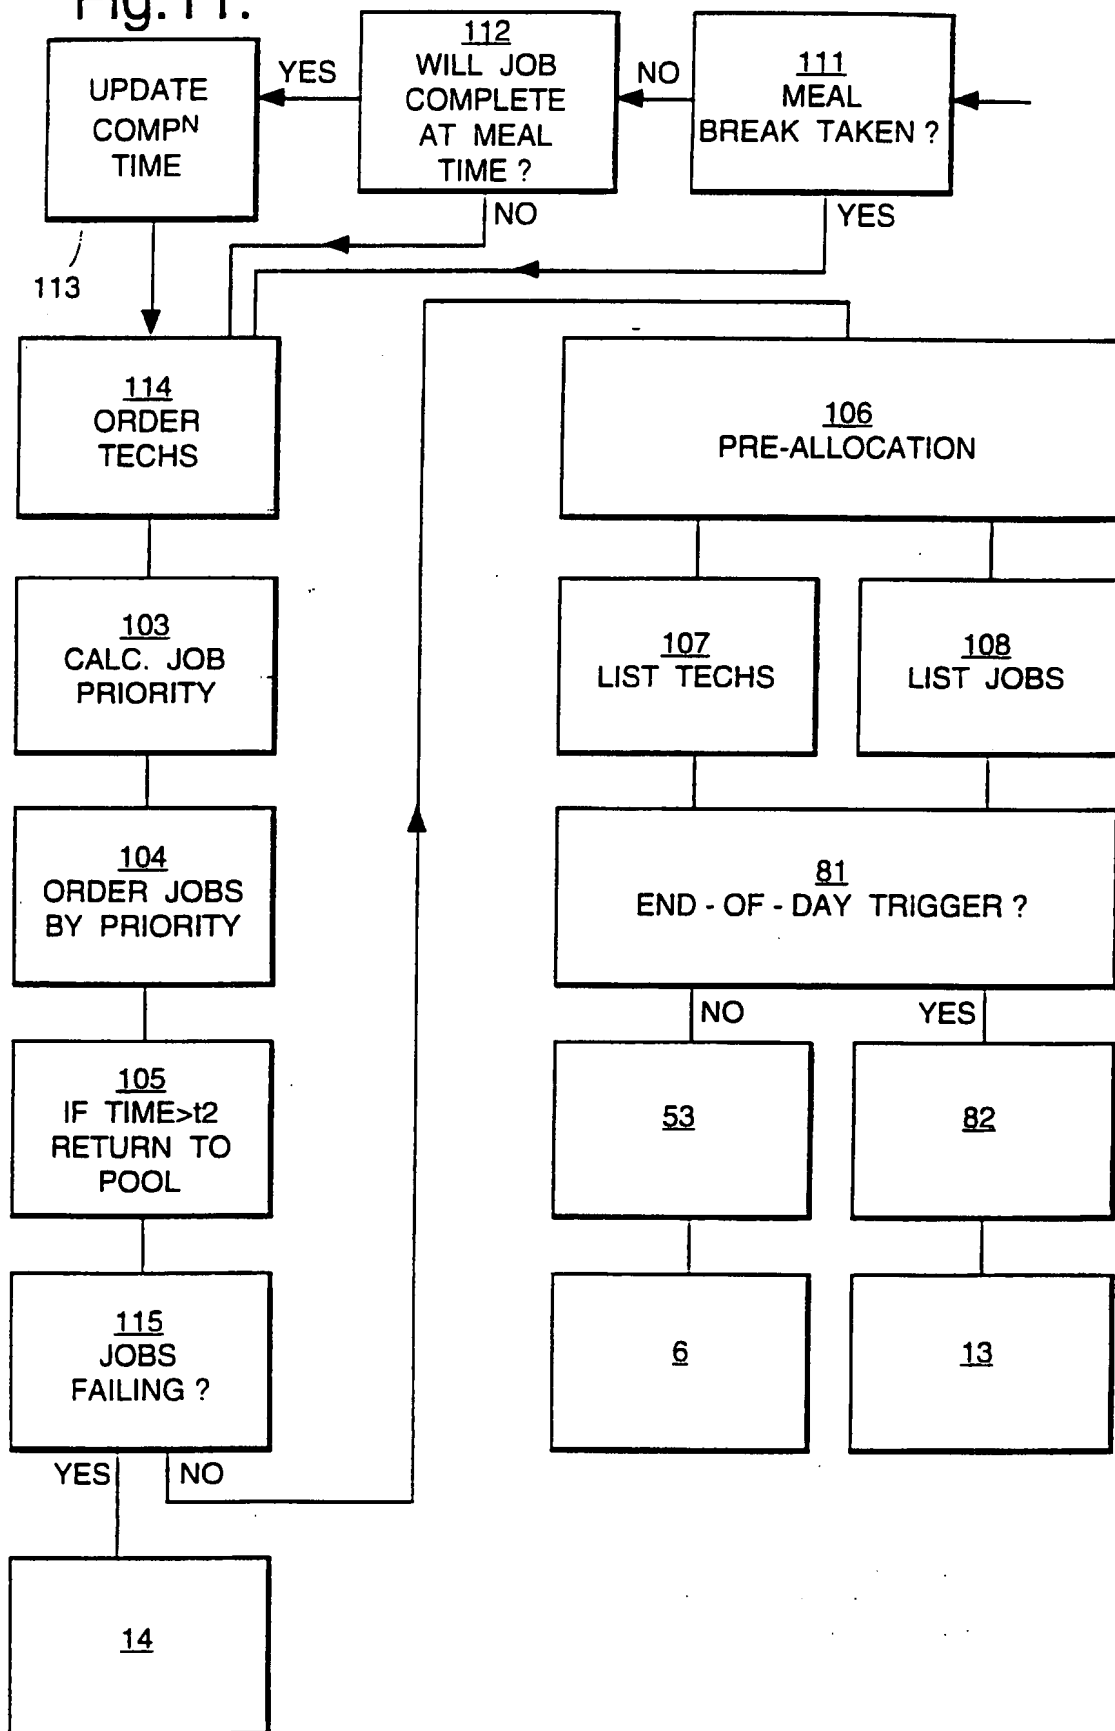 Fig.11.
UPDATE
COMPᴺ
TIME
113
YES
112
WILL JOB
COMPLETE
AT MEAL
TIME ?
NO
NO
111
MEAL
BREAK TAKEN ?
YES
114
ORDER
TECHS
103
CALC. JOB
PRIORITY
104
ORDER JOBS
BY PRIORITY
105
IF TIME>t2
RETURN TO
POOL
115
JOBS
FAILING ?
YES
NO
14
106
PRE-ALLOCATION
107
LIST TECHS
108
LIST JOBS
81
END - OF - DAY TRIGGER ?
NO
YES
53
82
6
13